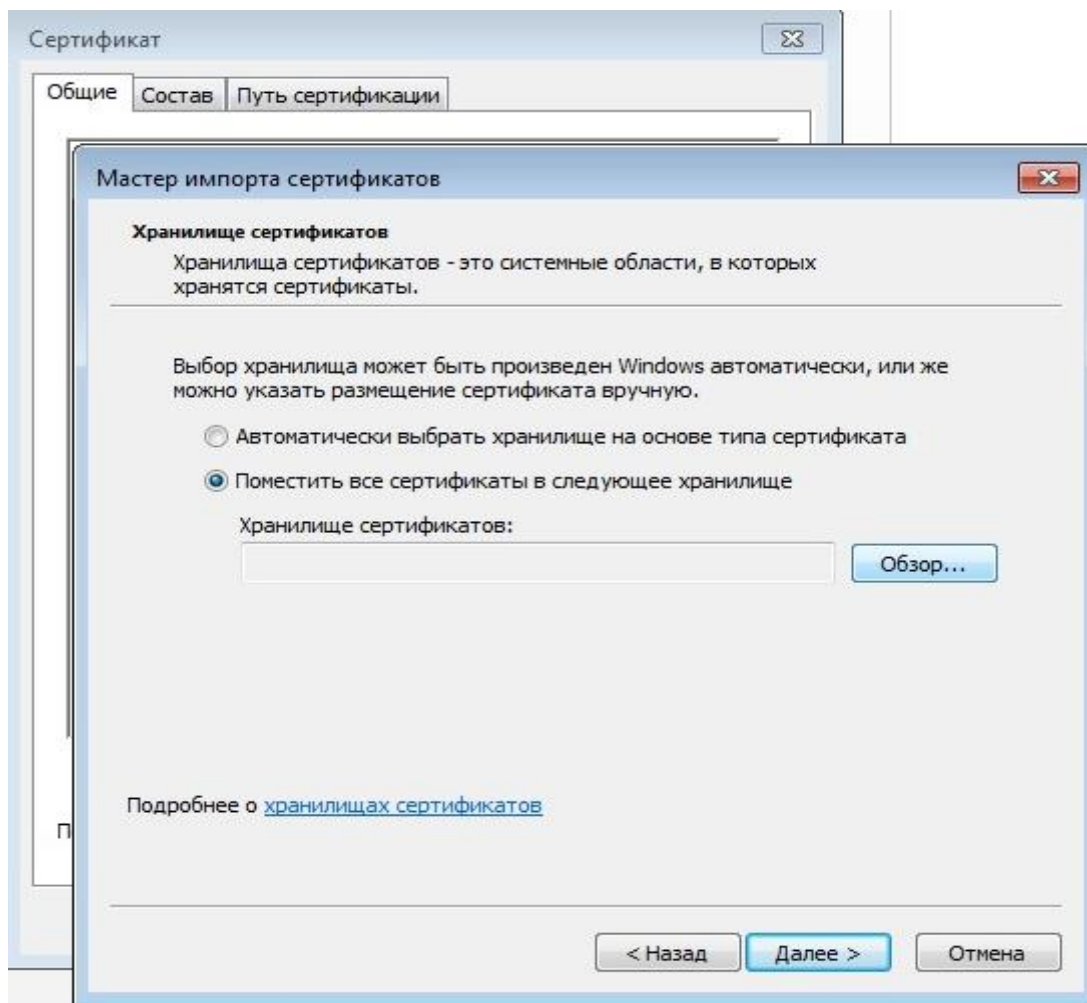 Сертификат
Общие
Состав
Путь сертификации
Мастер импорта сертификатов
Хранилище сертификатов
Хранилища сертификатов - это системные области, в которых
хранятся сертификаты.
Выбор хранилища может быть произведен Windows автоматически, или же
можно указать размещение сертификата вручную.
Автоматически выбрать хранилище на основе типа сертификата
Поместить все сертификаты в следующее хранилище
Хранилище сертификатов:
Обзор...
Подробнее о хранилищах сертификатов
< Назад
Далее >
Отмена